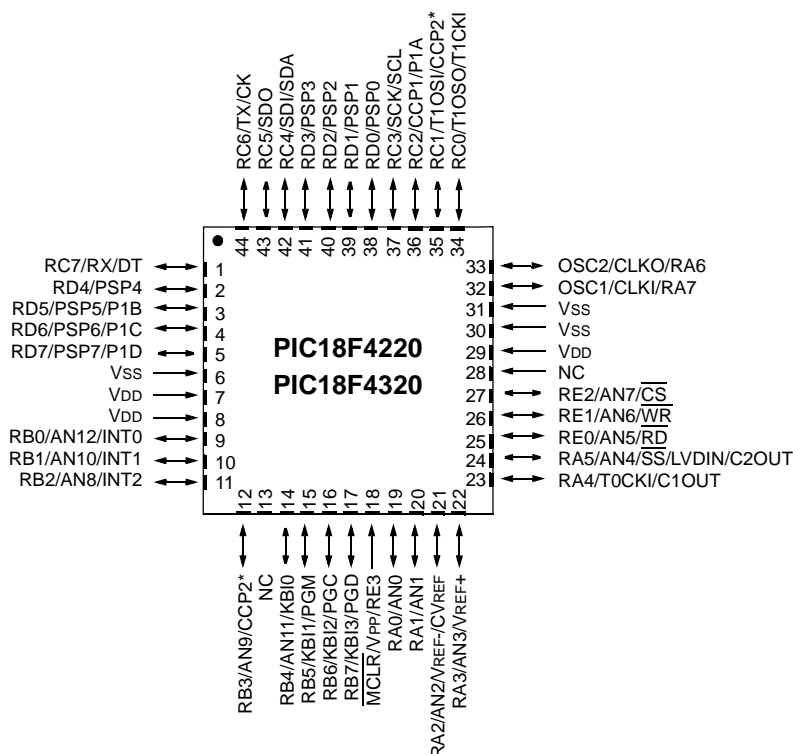 RC6/TX/CK
RC5/SDO
RC4/SDI/SDA
RD3/PSP3
RD2/PSP2
RD1/PSP1
RD0/PSP0
RC3/SCK/SCL
RC2/CCP1/P1A
RC1/T1OSI/CCP2*
RC0/T1OSO/T1CKI
44
43
42
41
40
39
38
37
36
35
34
RC7/RX/DT
RD4/PSP4
RD5/PSP5/P1B
RD6/PSP6/P1C
RD7/PSP7/P1D
VSS
VDD
VDD
RB0/AN12/INT0
RB1/AN10/INT1
RB2/AN8/INT2
1
2
3
4
5
6
7
8
9
10
11
PIC18F4220
PIC18F4320
33
32
31
30
29
28
27
26
25
24
23
OSC2/CLKO/RA6
OSC1/CLKI/RA7
VSS
VSS
VDD
NC
RE2/AN7/CS
RE1/AN6/WR
RE0/AN5/RD
RA5/AN4/SS/LVDIN/C2OUT
RA4/T0CKI/C1OUT
12
13
14
15
16
17
18
19
20
21
22
RB3/AN9/CCP2*
NC
RB4/AN11/KBI0
RB5/KBI1/PGM
RB6/KBI2/PGC
RB7/KBI3/PGD
MCLR/VPP/RE3
RA0/AN0
RA1/AN1
RA2/AN2/VREF-/CVREF
RA3/AN3/VREF+